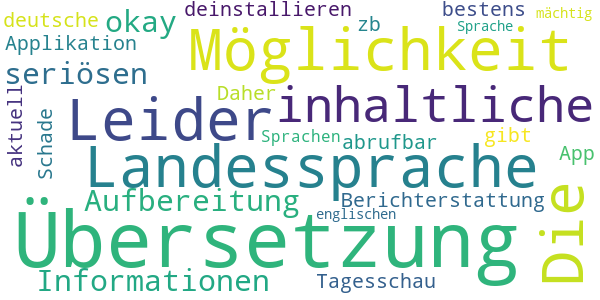 deutsche
okay
deinstallieren
zb
bestens
Sprache
mächtig
Applikation
Möglichkeit
seriösen
Daher
aktuell
Schade
Leider
inhaltliche
Sprachen
abrufbar
gibt
App
Landessprache
Aufbereitung
Berichterstattung
Die
englischen
Übersetzung
Informationen
Tagesschau